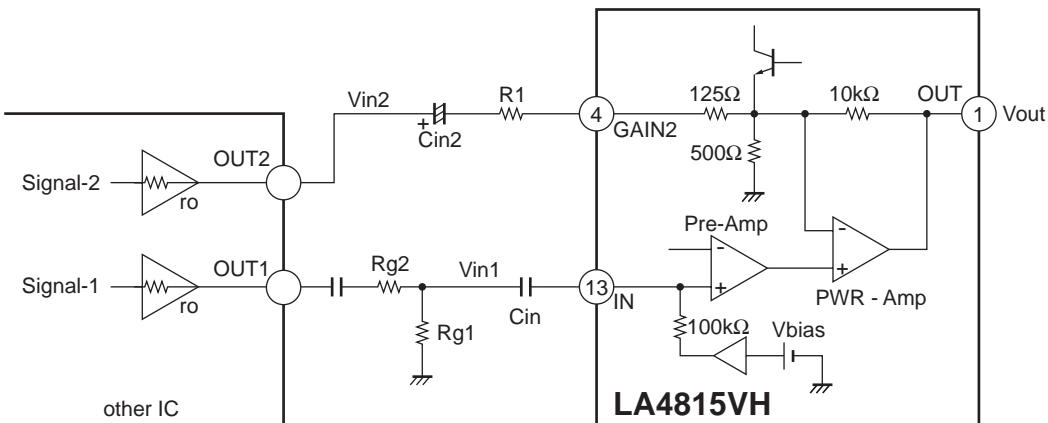 Vin2
+
Cin2
R1
4
GAIN2
125Ω
10kΩ
OUT
1
Vout
500Ω
OUT2
Signal-2
ro
Pre-Amp
-
+
-
+
PWR - Amp
OUT1
Signal-1
ro
Rg2
Vin1
Rg1
Cin
13
IN
100kΩ
Vbias
other IC
LA4815VH